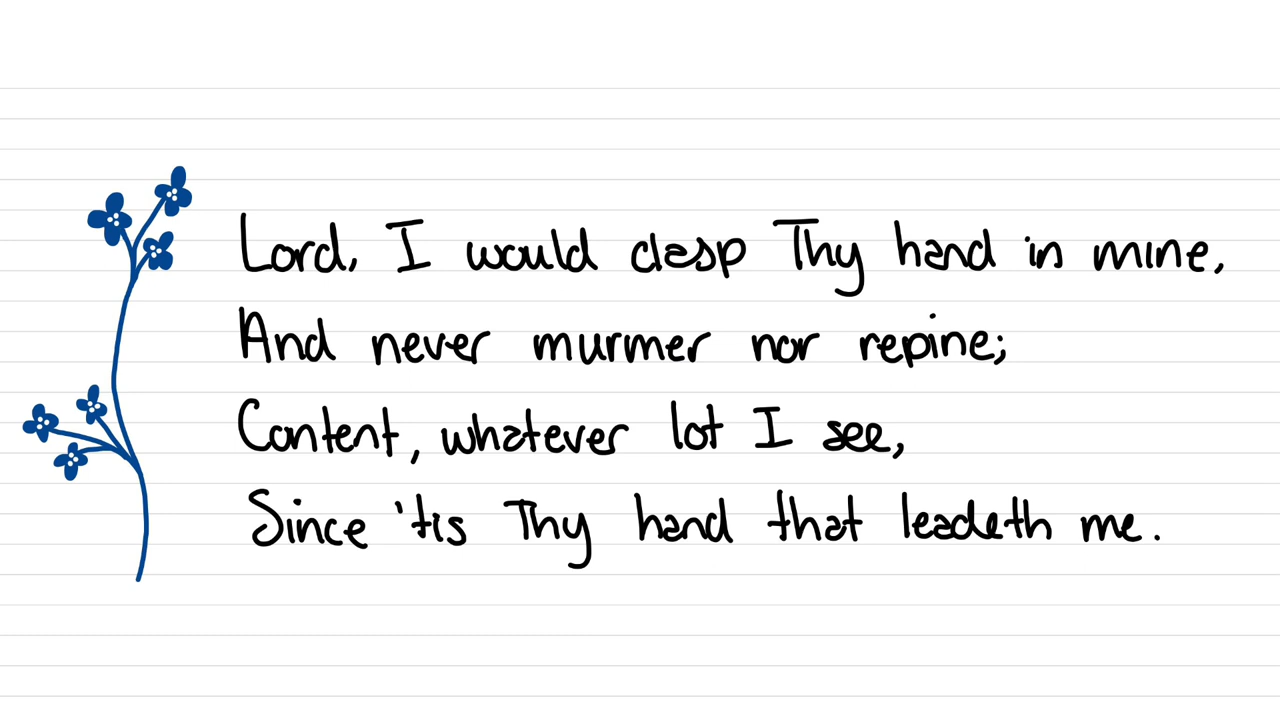 Lord, I would clasp Thy hand in mine,
And never murmer nor repine;
Content, whatever lot I see,
Since 'tis Thy hand that leadeth me.